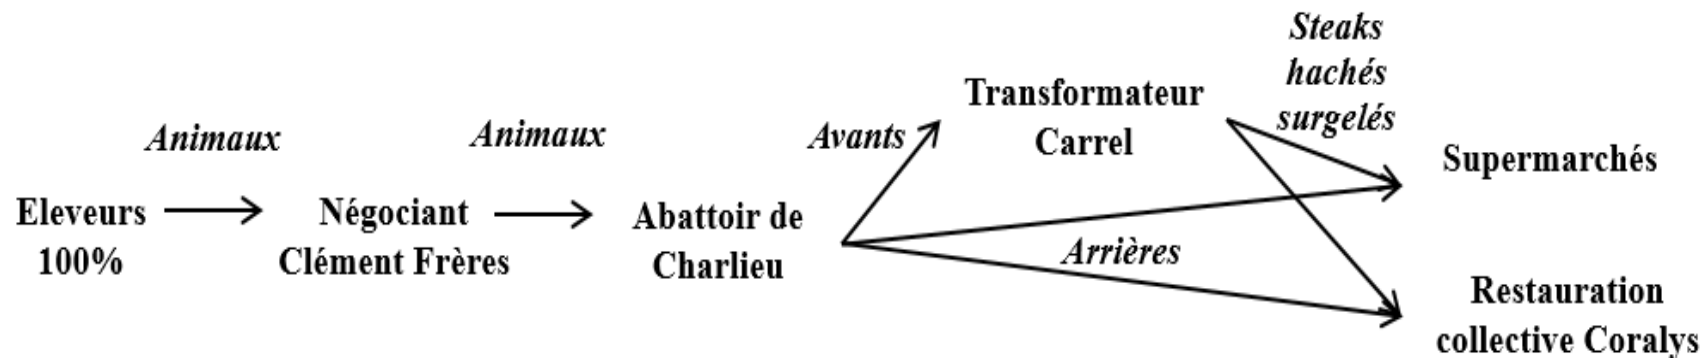 Animaux
Eleveurs
100%
Animaux
Négociant
Clément Frères
Abattoir de
Charlieu
Avants
Transformateur
Carrel
Arrières
Steaks
hachés
surgelés
Supermarchés
Restauration
collective Coralys